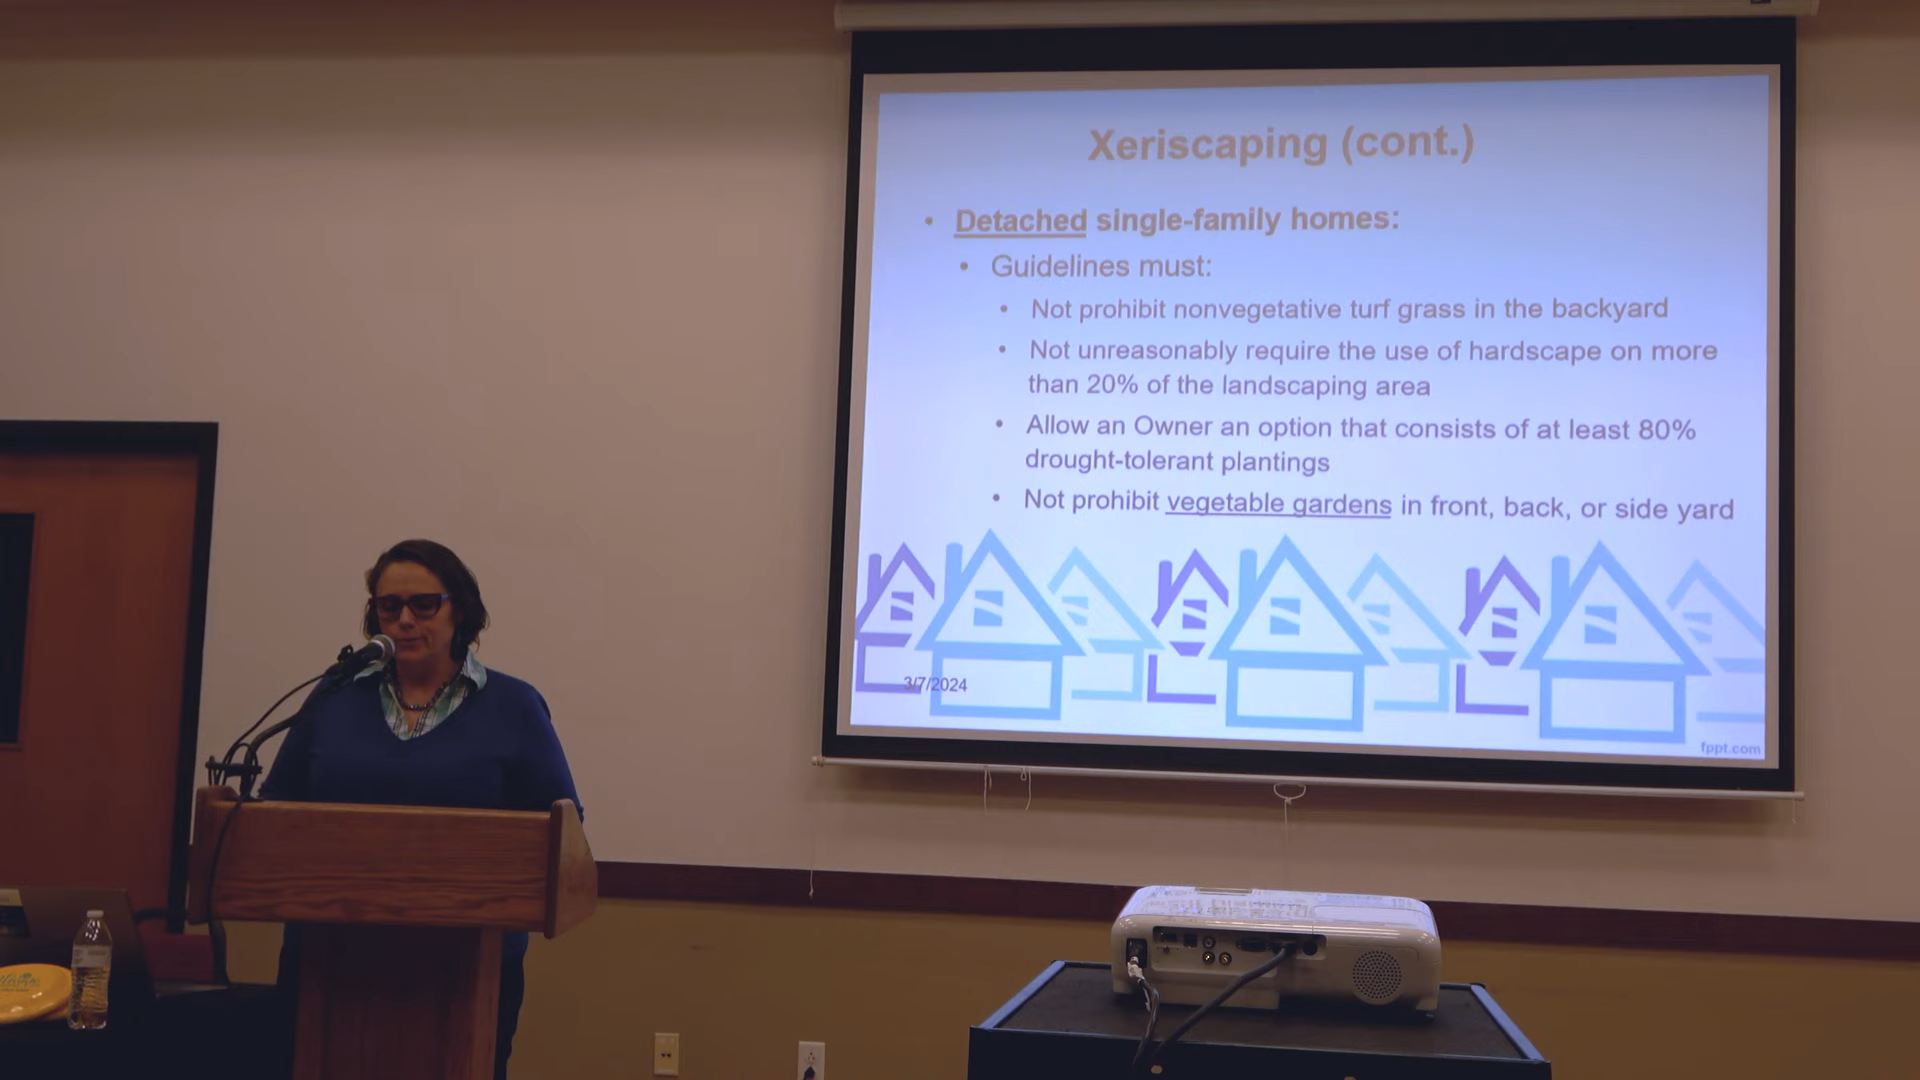 Xeriscaping (cont.)
• Detached single-family homes:
• Guidelines must:
• Not prohibit nonvegetative turf grass in the backyard
• Not unreasonably require the use of hardscape on more
than 20% of the landscaping area
• Allow an Owner an option that consists of at least 80%
drought-tolerant plantings
• Not prohibit vegetable gardens in front, back, or side yard
3/7/2024
fppt.com